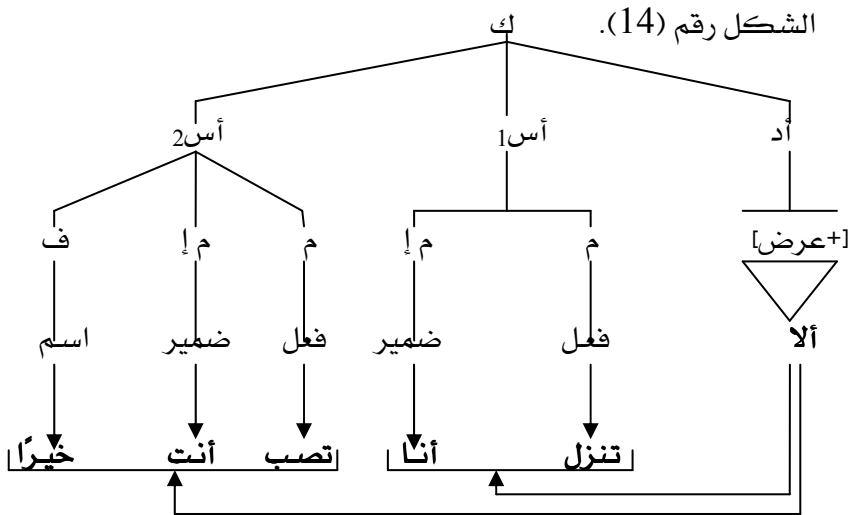 الشكل رقم (14).
ك
أد أس1 أس2
[+عرض] م م إ م م إ ف
ألا فعل ضمير فعل ضمير اسم
تنزل أنا تصب أنت خيرًا